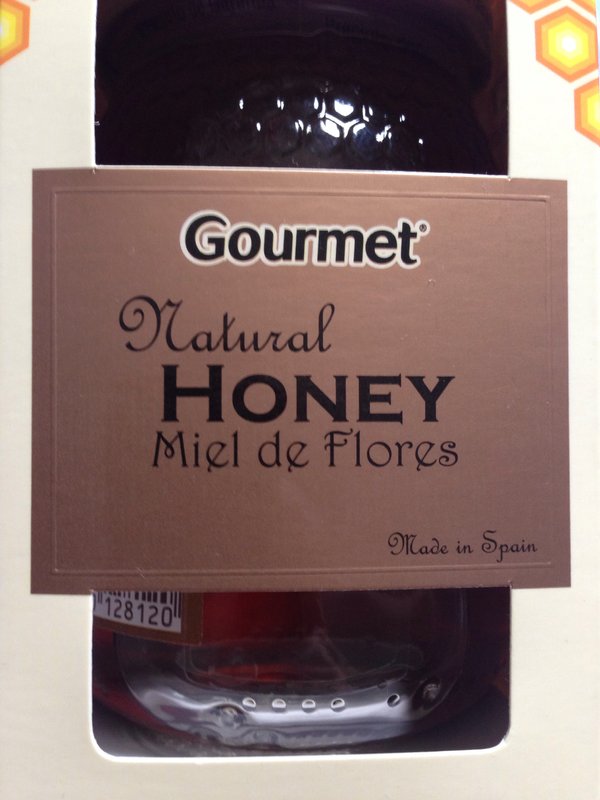 Gourmet®
Natural
HONEY
Miel de Flores
Made in Spain
128120